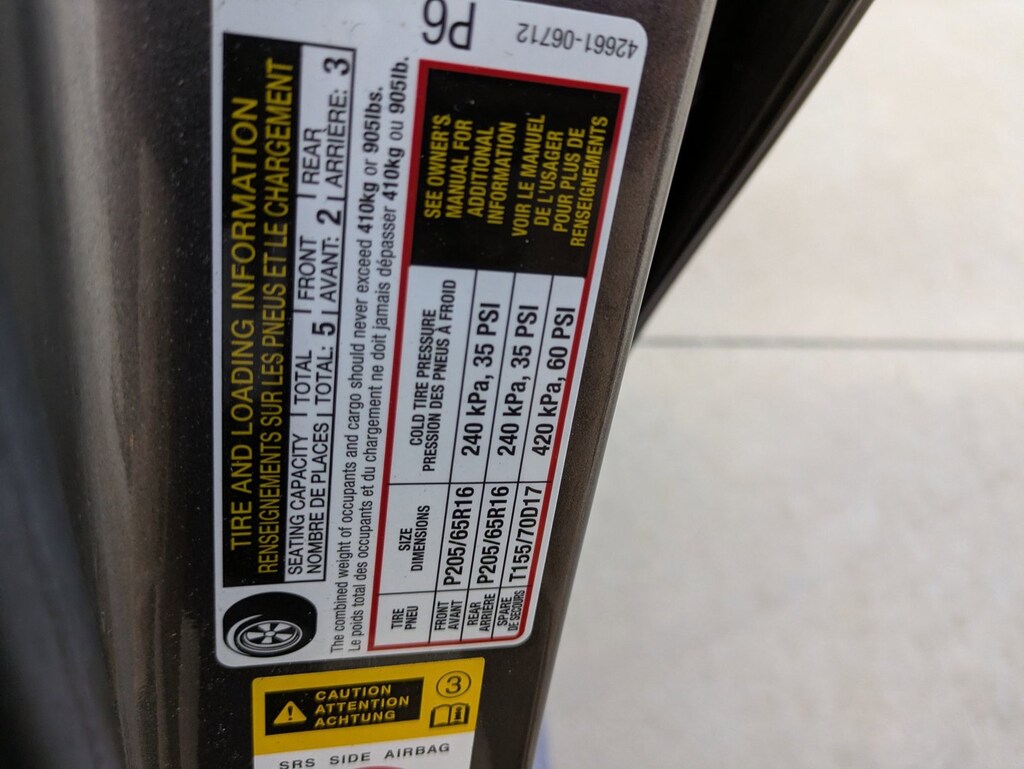 TIRE AND LOADING INFORMATION
RENSEIGNEMENTS SUR LES PNEUS ET LE CHARGEMENT
SEATING CAPACITY TOTAL FRONT REAR
NOMBRE DE PLACES TOTAL: 5 AVANT: 2 ARRIÈRE: 3
The combined weight of occupants and cargo should never exceed 410kg or 905lbs.
Le poids total des occupants et du chargement ne doit jamais dépasser 410kg ou 905lb.
TIRE SIZE COLD TIRE PRESSURE
PNEU DIMENSIONS PRESSION DES PNEUS À FROID
FRONT
AVANT P205/65R16 240 kPa, 35 PSI
REAR
ARRIÈRE P205/65R16 240 kPa, 35 PSI
SPARE
DE SECOURS T155/70D17 420 kPa, 60 PSI
SEE OWNER'S
MANUAL FOR
ADDITIONAL
INFORMATION
VOIR LE MANUEL
DE L'USAGER
POUR PLUS DE
RENSEIGNEMENTS
P6
42661-06712
CAUTION
ATTENTION
ACHTUNG
3
SRS SIDE AIRBAG